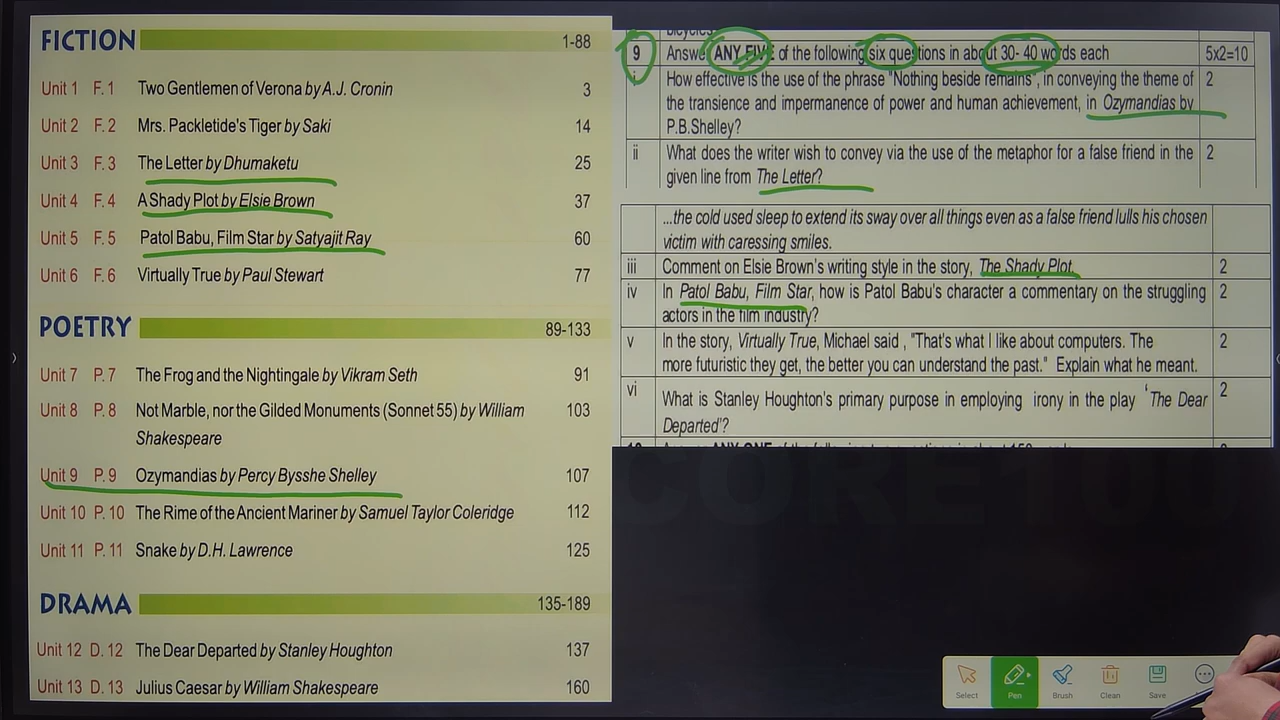 FICTION 1-88
Unit 1 F.1 Two Gentlemen of Verona by A.J. Cronin 3
Unit 2 F.2 Mrs. Packletide's Tiger by Saki 14
Unit 3 F.3 The Letter by Dhumaketu 25
Unit 4 F.4 A Shady Plot by Elsie Brown 37
Unit 5 F.5 Patol Babu, Film Star by Satyajit Ray 60
Unit 6 F.6 Virtually True by Paul Stewart 77
POETRY 89-133
Unit 7 P.7 The Frog and the Nightingale by Vikram Seth 91
Unit 8 P.8 Not Marble, nor the Gilded Monuments (Sonnet 55) by William 103
Shakespeare
Unit 9 P.9 Ozymandias by Percy Bysshe Shelley 107
Unit 10 P.10 The Rime of the Ancient Mariner by Samuel Taylor Coleridge 112
Unit 11 P.11 Snake by D.H. Lawrence 125
DRAMA 135-189
Unit 12 D.12 The Dear Departed by Stanley Houghton 137
Unit 13 D.13 Julius Caesar by William Shakespeare 160
bicycles.
9 Answe ANY FIVE of the following six questions in about 30- 40 words each 5x2=10
i How effective is the use of the phrase "Nothing beside remains", in conveying the theme of 2
the transience and impermanence of power and human achievement, in Ozymandias by
P.B.Shelley?
ii What does the writer wish to convey via the use of the metaphor for a false friend in the 2
given line from The Letter?
...the cold used sleep to extend its sway over all things even as a false friend lulls his chosen
victim with caressing smiles.
iii Comment on Elsie Brown's writing style in the story, The Shady Plot. 2
iv In Patol Babu, Film Star, how is Patol Babu's character a commentary on the struggling 2
actors in the film industry?
v In the story, Virtually True, Michael said , "That's what I like about computers. The 2
more futuristic they get, the better you can understand the past." Explain what he meant.
vi What is Stanley Houghton's primary purpose in employing irony in the play 'The Dear 2
Departed'?
Select Pen Brush Clean Save